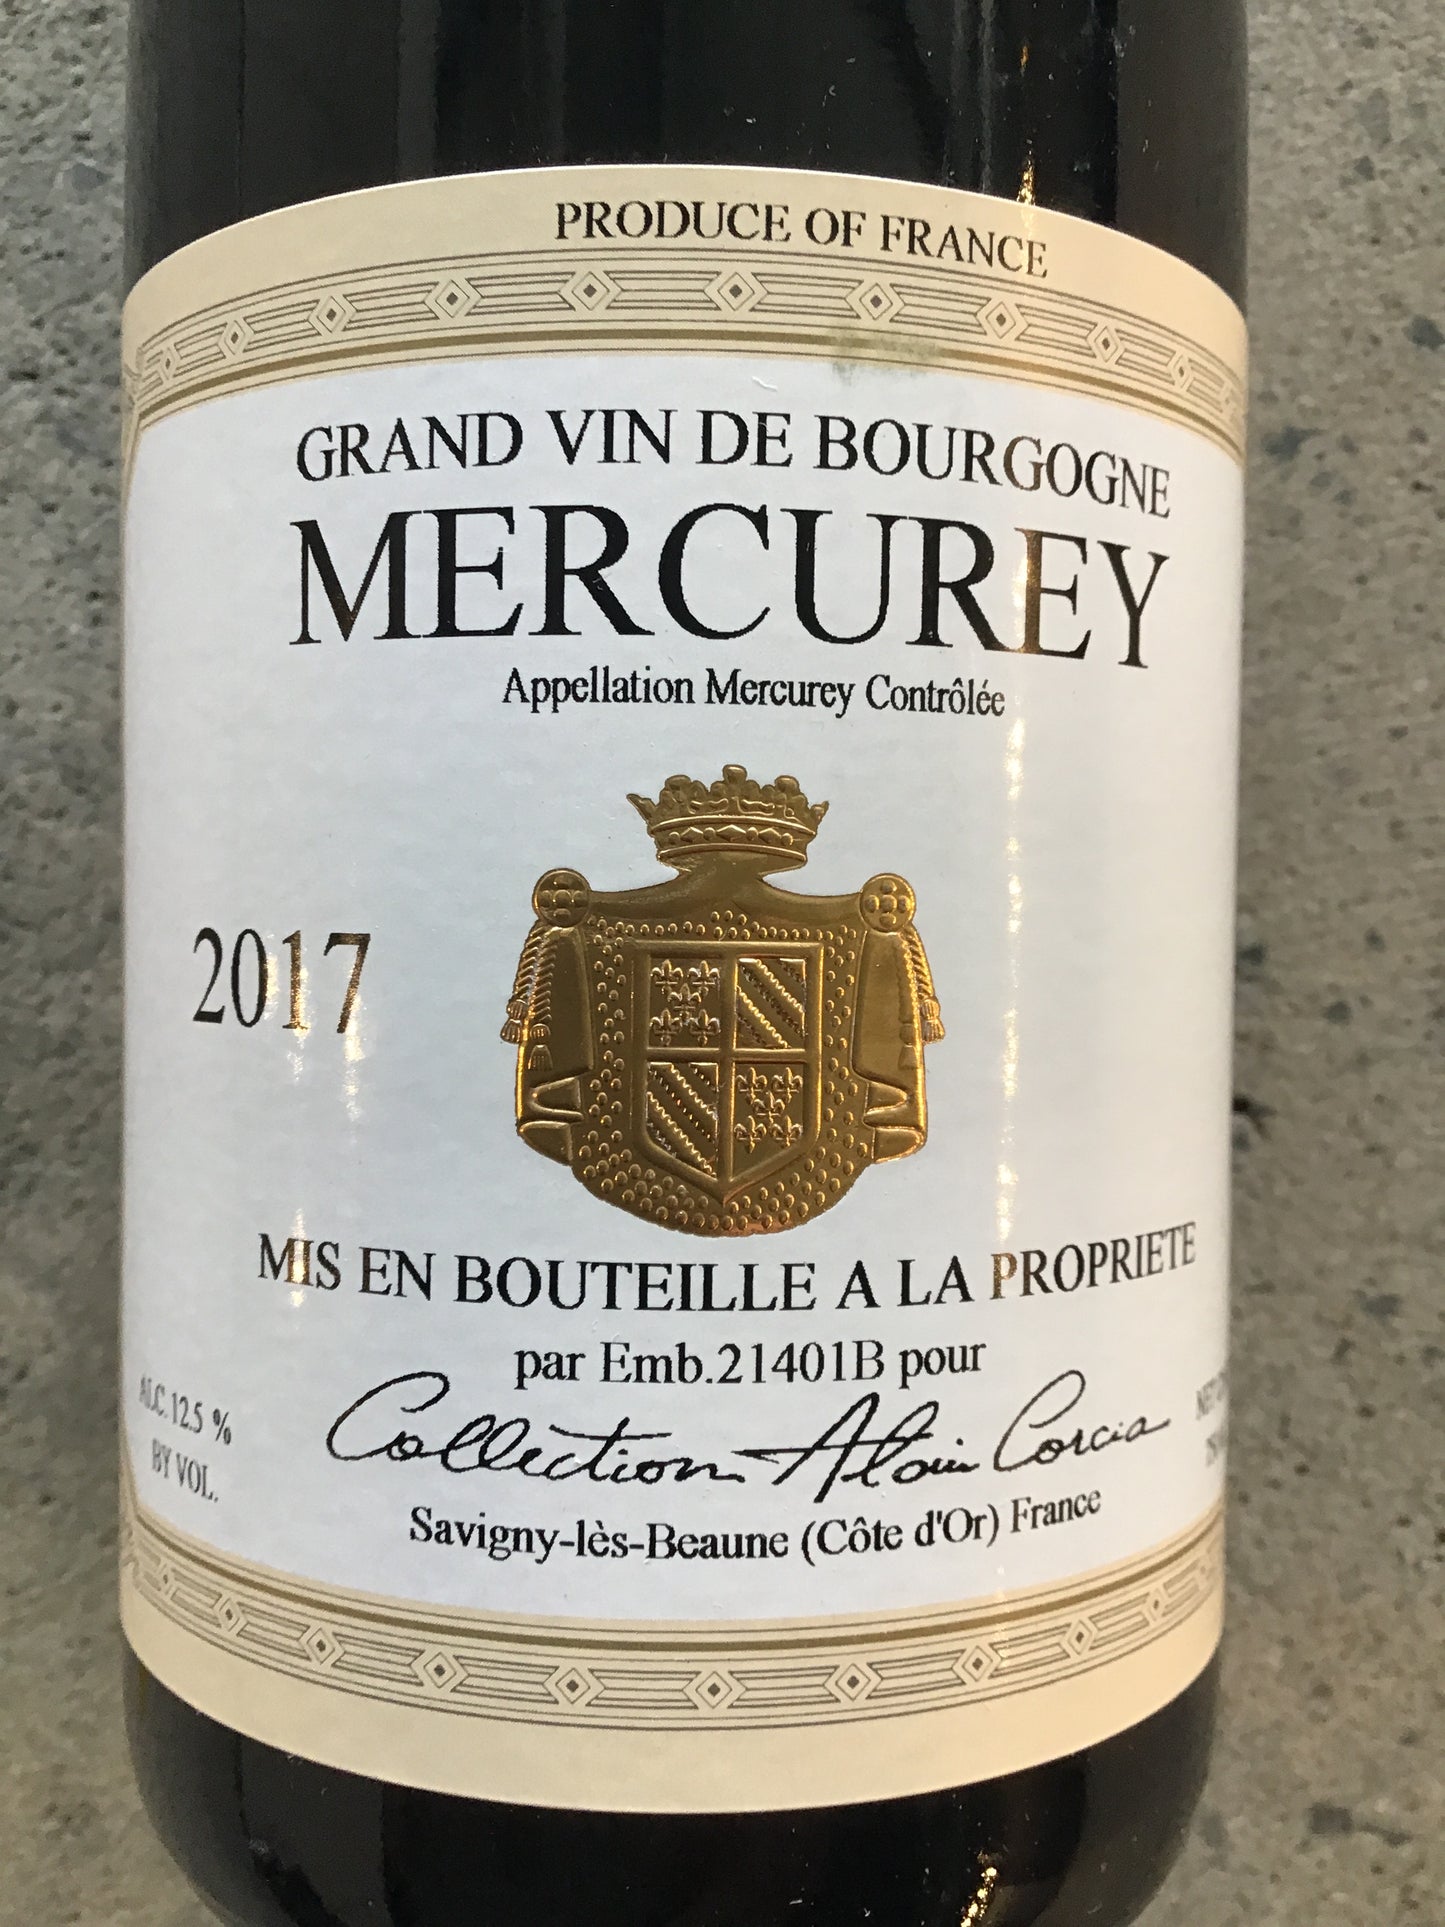 PRODUCE OF FRANCE
GRAND VIN DE BOURGOGNE
MERCUREY
Appellation Mercurey Contrôlée
2017
MIS EN BOUTEILLE A LA PROPRIETE
par Emb.21401B pour
Collection Alain Corcia
ALC. 12.5 %
BY VOL.
NET
Savigny-lès-Beaune (Côte d'Or) France